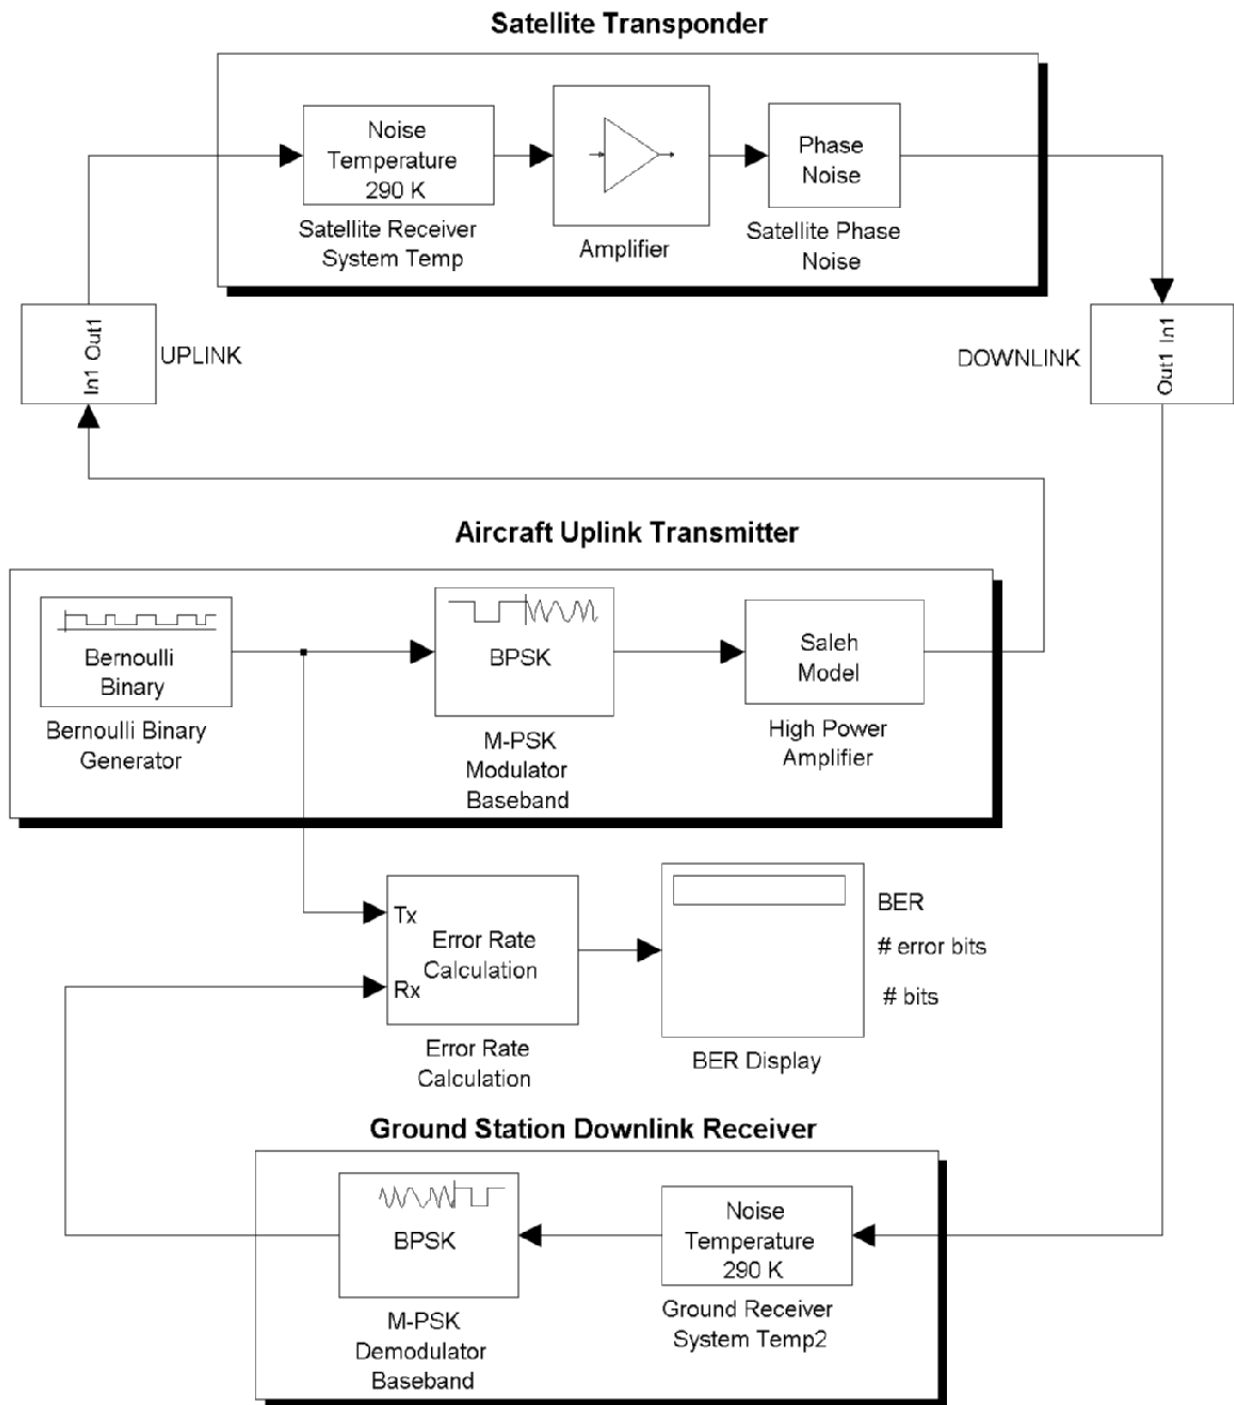 Satellite Transponder
Noise
Temperature
290 K
Satellite Receiver
System Temp
Amplifier
Phase
Noise
Satellite Phase
Noise
In1 Out1
UPLINK
DOWNLINK
Out1 In1
Aircraft Uplink Transmitter
Bernoulli
Binary
Bernoulli Binary
Generator
BPSK
M-PSK
Modulator
Baseband
Saleh
Model
High Power
Amplifier
Tx
Rx
Error Rate
Calculation
Error Rate
Calculation
BER
# error bits
# bits
BER Display
Ground Station Downlink Receiver
BPSK
M-PSK
Demodulator
Baseband
Noise
Temperature
290 K
Ground Receiver
System Temp2